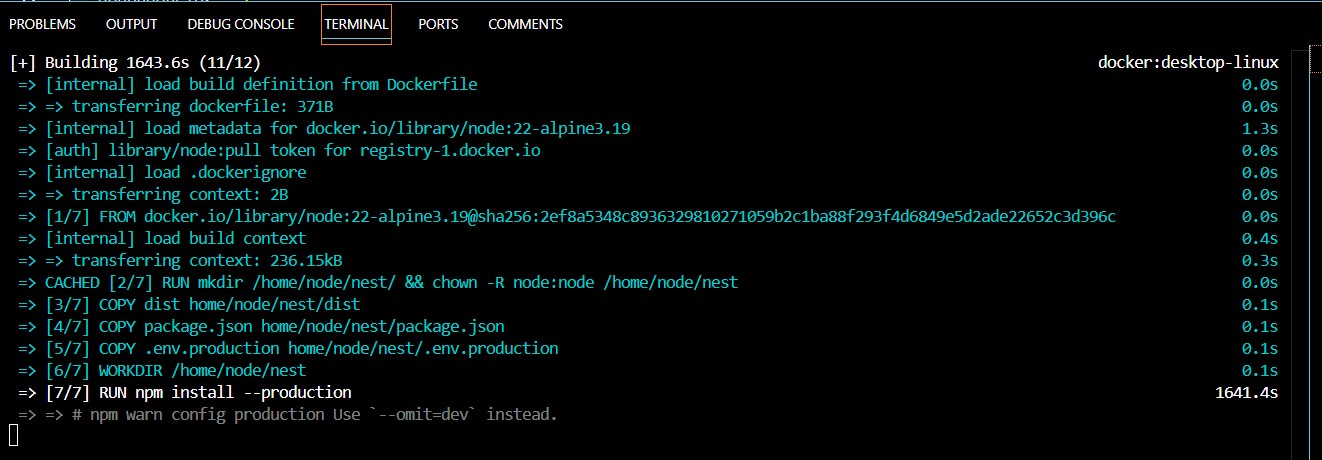 PROBLEMS OUTPUT DEBUG CONSOLE TERMINAL PORTS COMMENTS
[+] Building 1643.6s (11/12) docker:desktop-linux
=> [internal] load build definition from Dockerfile 0.0s
=> => transferring dockerfile: 371B 0.0s
=> [internal] load metadata for docker.io/library/node:22-alpine3.19 1.3s
=> [auth] library/node:pull token for registry-1.docker.io 0.0s
=> [internal] load .dockerignore 0.0s
=> => transferring context: 2B 0.0s
=> [1/7] FROM docker.io/library/node:22-alpine3.19@sha256:2ef8a5348c8936329810271059b2c1ba88f293f4d6849e5d2ade22652c3d396c 0.0s
=> [internal] load build context 0.4s
=> => transferring context: 236.15kB 0.3s
=> CACHED [2/7] RUN mkdir /home/node/nest/ && chown -R node:node /home/node/nest 0.0s
=> [3/7] COPY dist home/node/nest/dist 0.1s
=> [4/7] COPY package.json home/node/nest/package.json 0.1s
=> [5/7] COPY .env.production home/node/nest/.env.production 0.1s
=> [6/7] WORKDIR /home/node/nest 0.1s
=> [7/7] RUN npm install --production 1641.4s
=> => # npm warn config production Use `--omit=dev` instead.